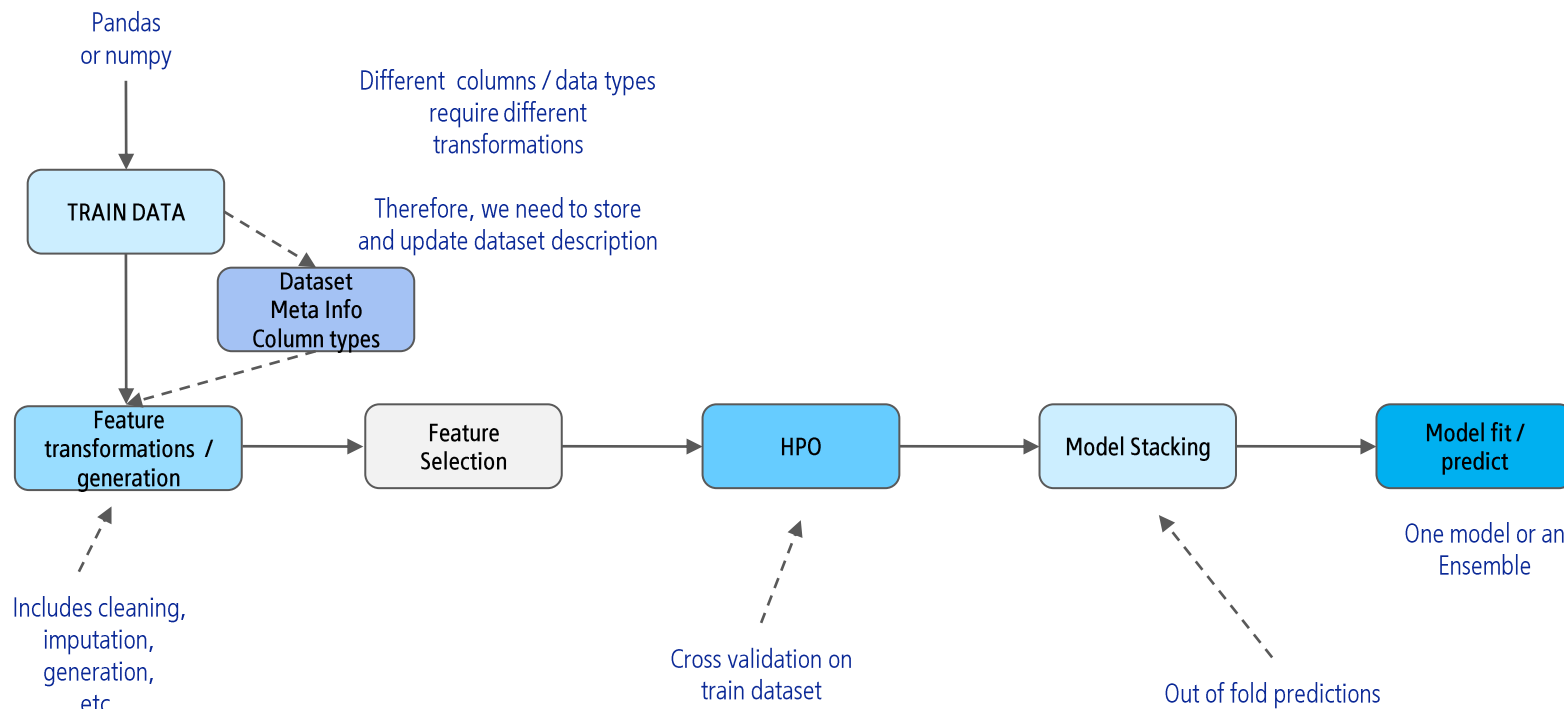 Pandas
or numpy
Different columns / data types
require different
transformations
TRAIN DATA
Therefore, we need to store
and update dataset description
Dataset
Meta Info
Column types
Feature
transformations /
generation
Feature
Selection
HPO
Model Stacking
Model fit /
predict
One model or an
Ensemble
Includes cleaning,
imputation,
generation,
etc
Cross validation on
train dataset
Out of fold predictions